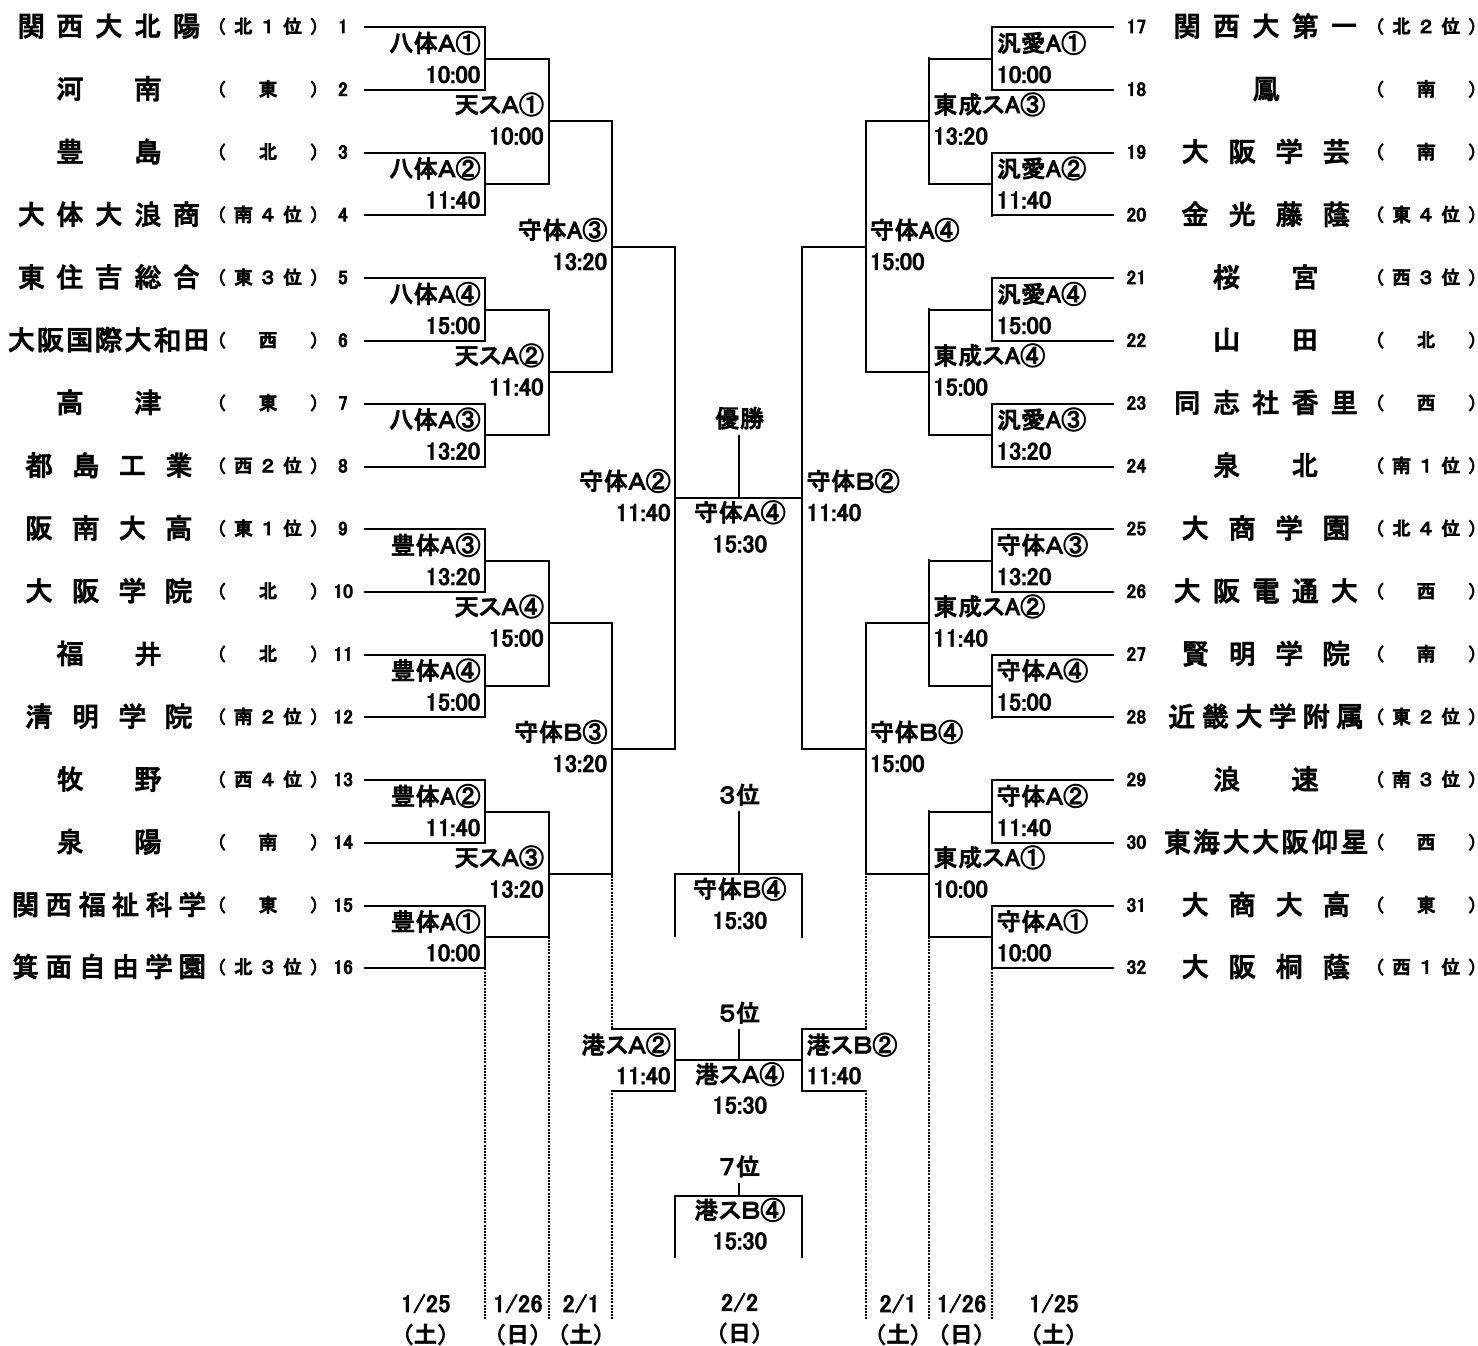 関西大北陽 （北１位） 1
河南 （東） 2
豊島 （北） 3
大体大浪商 （南４位） 4
東住吉総合 （東３位） 5
大阪国際大和田 （西） 6
高津 （東） 7
都島工業 （西２位） 8
阪南大高 （東１位） 9
大阪学院 （北） 10
福井 （北） 11
清明学院 （南２位） 12
牧野 （西４位） 13
泉陽 （南） 14
関西福祉科学 （東） 15
箕面自由学園 （北３位） 16
八体A①
10:00
八体A②
11:40
八体A④
15:00
八体A③
13:20
豊体A③
13:20
豊体A④
15:00
豊体A②
11:40
豊体A①
10:00
天スA①
10:00
天スA②
11:40
天スA④
15:00
天スA③
13:20
守体A③
13:20
守体B③
13:20
守体A②
11:40
優勝
守体A④
15:30
３位
守体B④
15:30
５位
港スA②
11:40
港スA④
15:30
港スB②
11:40
７位
港スB④
15:30
守体B②
11:40
守体A④
15:00
守体B④
15:00
東成スA③
13:20
東成スA④
15:00
東成スA②
11:40
東成スA①
10:00
汎愛A①
10:00
汎愛A②
11:40
汎愛A④
15:00
汎愛A③
13:20
守体A③
13:20
守体A④
15:00
守体A②
11:40
守体A①
10:00
17 関西大第一 （北２位）
18 鳳 （南）
19 大阪学芸 （南）
20 金光藤蔭 （東４位）
21 桜宮 （西３位）
22 山田 （北）
23 同志社香里 （西）
24 泉北 （南１位）
25 大商学園 （北４位）
26 大阪電通大 （西）
27 賢明学院 （南）
28 近畿大学附属 （東２位）
29 浪速 （南３位）
30 東海大大阪仰星 （西）
31 大商大高 （東）
32 大阪桐蔭 （西１位）
1/25 1/26 2/1 2/2 2/1 1/26 1/25
（土） （日） （土） （日） （土） （日） （土）